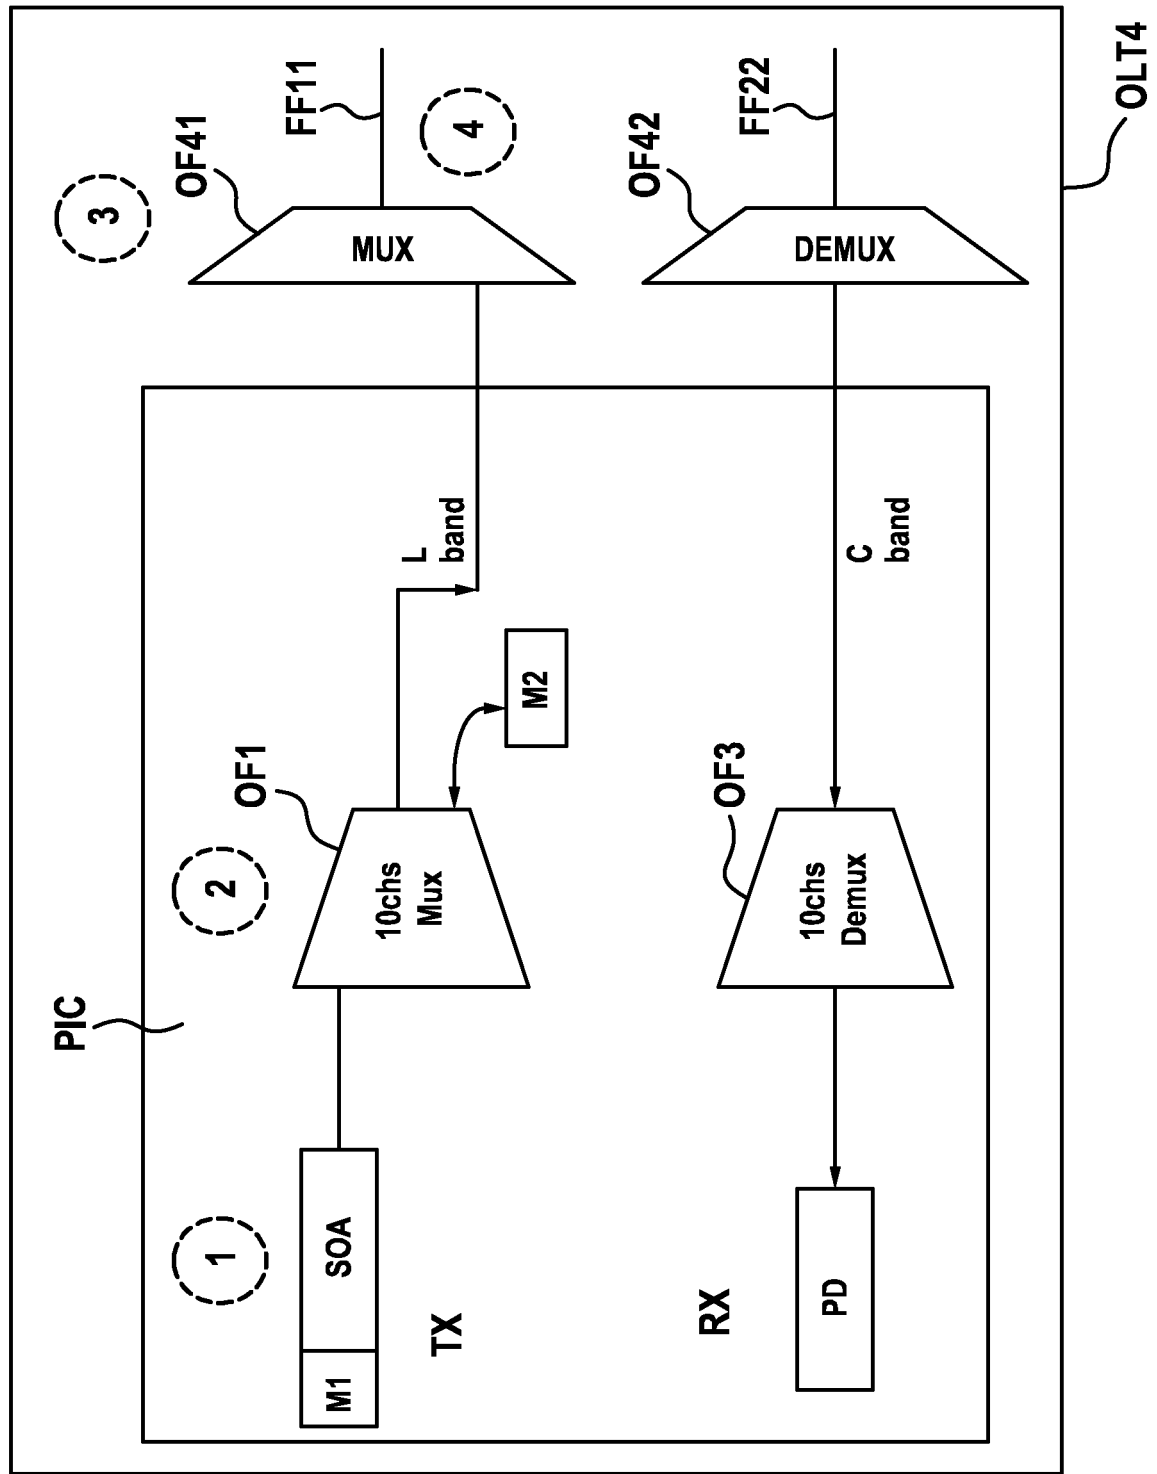 OLT4
PIC
1
2
3
4
M1
SOA
TX
OF1
10chs
Mux
M2
L
band
OF41
MUX
FF11
RX
PD
OF3
10chs
Demux
C
band
OF42
DEMUX
FF22